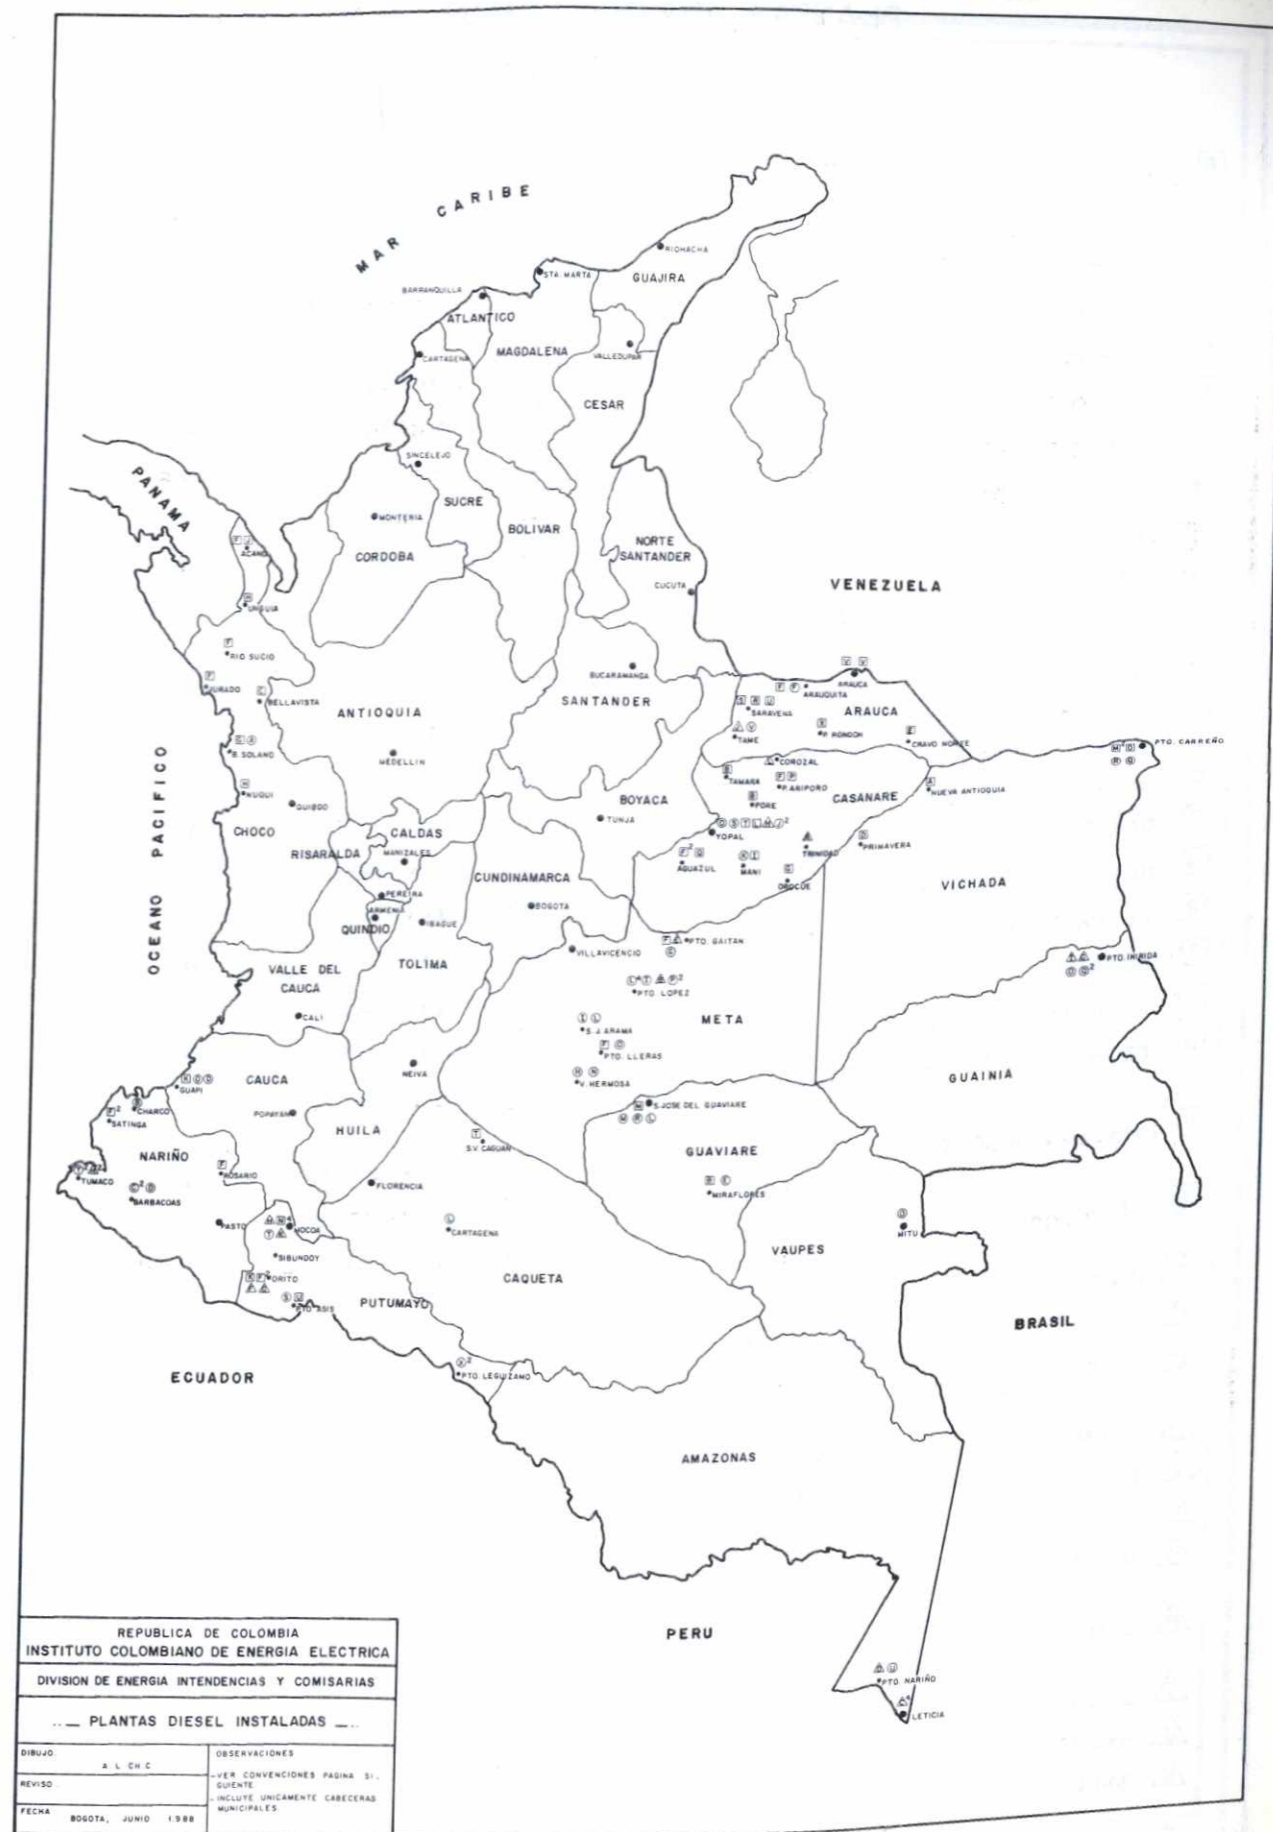 MAR CARIBE
RIOHACHA
STA. MARTA
GUAJIRA
BARRANQUILLA
ATLANTICO
MAGDALENA
CARTAGENA
VALLEDUPAR
CESAR
SINCELEJO
PANAMA
SUCRE
MONTERIA
BOLIVAR
CORDOBA
NORTE
SANTANDER
F J
ACANDI
CUCUTA
VENEZUELA
UNGUIA
F
RIO SUCIO
BUCARAMANGA
V V
ARAUCA
F
JURADO
F F
ARAUQUITA
C
BELLAVISTA
SANTANDER
SARAVENA
ARAUCA
ANTIOQUIA
TAME
P. RONDON
CRAVO NORTE
PTO. CARREÑO
B. SOLANO
MEDELLIN
COROZAL
OCEANO PACIFICO
H
NUQUI
TAMARA
F P
P. ARIPORO
A
NUEVA ANTIOQUIA
QUIBDO
BOYACA
PORE
CASANARE
CHOCO
CALDAS
TUNJA
YOPAL
TRINIDAD
PRIMAVERA
RISARALDA
MANIZALES
F² Q
AGUAZUL
MANI
CUNDINAMARCA
OROCUE
VICHADA
PEREIRA
ARMENIA
BOGOTA
QUINDIO
IBAGUE
VILLAVICENCIO
PTO. GAITAN
PTO. INIRIDA
VALLE DEL
CAUCA
TOLIMA
PTO. LOPEZ
CALI
META
I L
S. J. ARAMA
PTO. LLERAS
NEIVA
GUAINIA
CAUCA
GUAPI
V. HERMOSA
CHARCO
F²
SATINGA
POPAYAN
S. JOSE DEL GUAVIARE
M R L
HUILA
T
S.V. CAGUAN
NARIÑO
GUAVIARE
F
ROSARIO
TUMACO
FLORENCIA
MIRAFLORES
BARBACOAS
PASTO
MOCOA
L
CARTAGENA
MITU
VAUPES
SIBUNDOY
ORITO
CAQUETA
S U
PTO. ASIS
PUTUMAYO
BRASIL
ECUADOR
PTO. LEGUIZAMO
AMAZONAS
PERU
PTO. NARIÑO
LETICIA
REPUBLICA DE COLOMBIA
INSTITUTO COLOMBIANO DE ENERGIA ELECTRICA
DIVISION DE ENERGIA INTENDENCIAS Y COMISARIAS
PLANTAS DIESEL INSTALADAS
DIBUJO
A. L. CH. C
REVISO
FECHA
BOGOTA, JUNIO 1.988
OBSERVACIONES
-VER CONVENCIONES PAGINA SI-
GUIENTE
- INCLUYE UNICAMENTE CABECERAS
MUNICIPALES